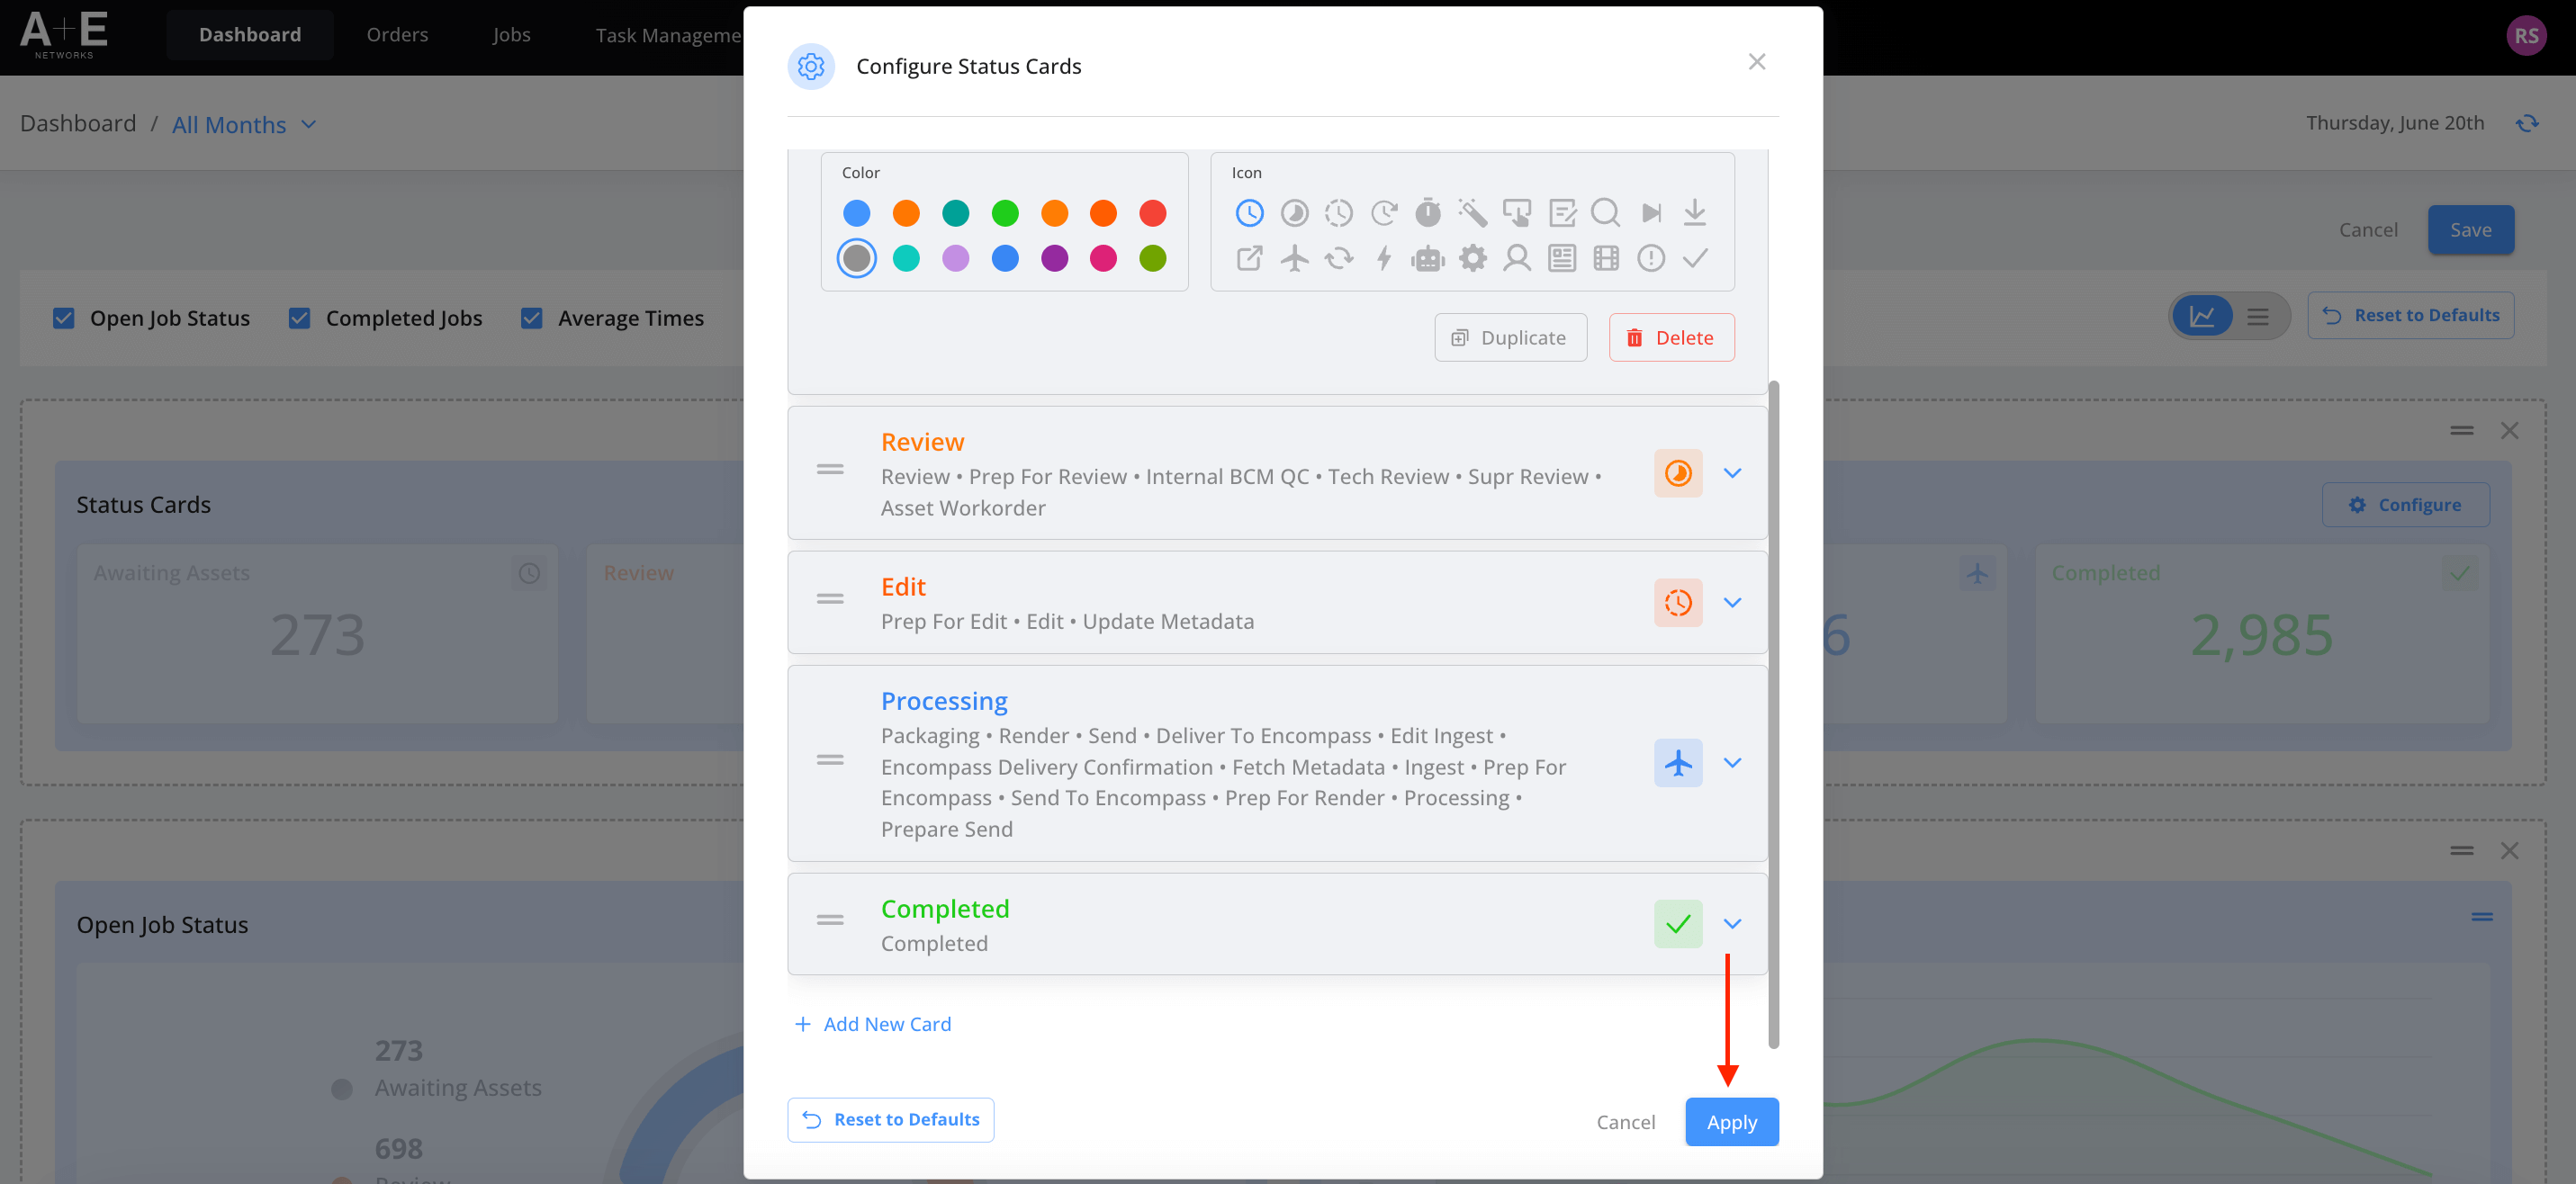 A+E
NETWORKS
Dashboard
Orders
Jobs
Task Manageme
RS
Dashboard / All Months
Thursday, June 20th
Cancel
Save
Open Job Status
Completed Jobs
Average Times
Reset to Defaults
Status Cards
Configure
Awaiting Assets
273
Review
6
Completed
2,985
Open Job Status
273
Awaiting Assets
698
Review
Configure Status Cards
Color
Icon
Duplicate
Delete
Review
Review • Prep For Review • Internal BCM QC • Tech Review • Supr Review •
Asset Workorder
Edit
Prep For Edit • Edit • Update Metadata
Processing
Packaging • Render • Send • Deliver To Encompass • Edit Ingest •
Encompass Delivery Confirmation • Fetch Metadata • Ingest • Prep For
Encompass • Send To Encompass • Prep For Render • Processing •
Prepare Send
Completed
Completed
+ Add New Card
Reset to Defaults
Cancel
Apply